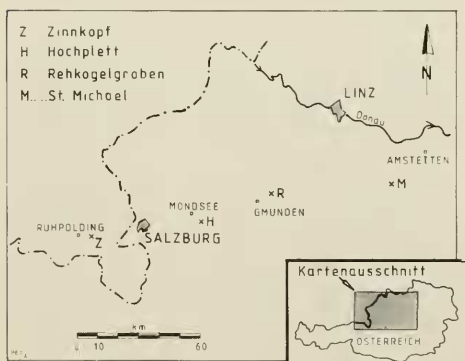 Z Zinnkopf
H Hochplett
R Rehkogelgraben
M.....St. Michael
N
LINZ
Donau
AMSTETTEN
×M
×R
GMUNDEN
MONDSEE
×H
RUHPOLDING
×Z
SALZBURG
km
0 10 60
Kartenausschnitt
ÖSTERREICH